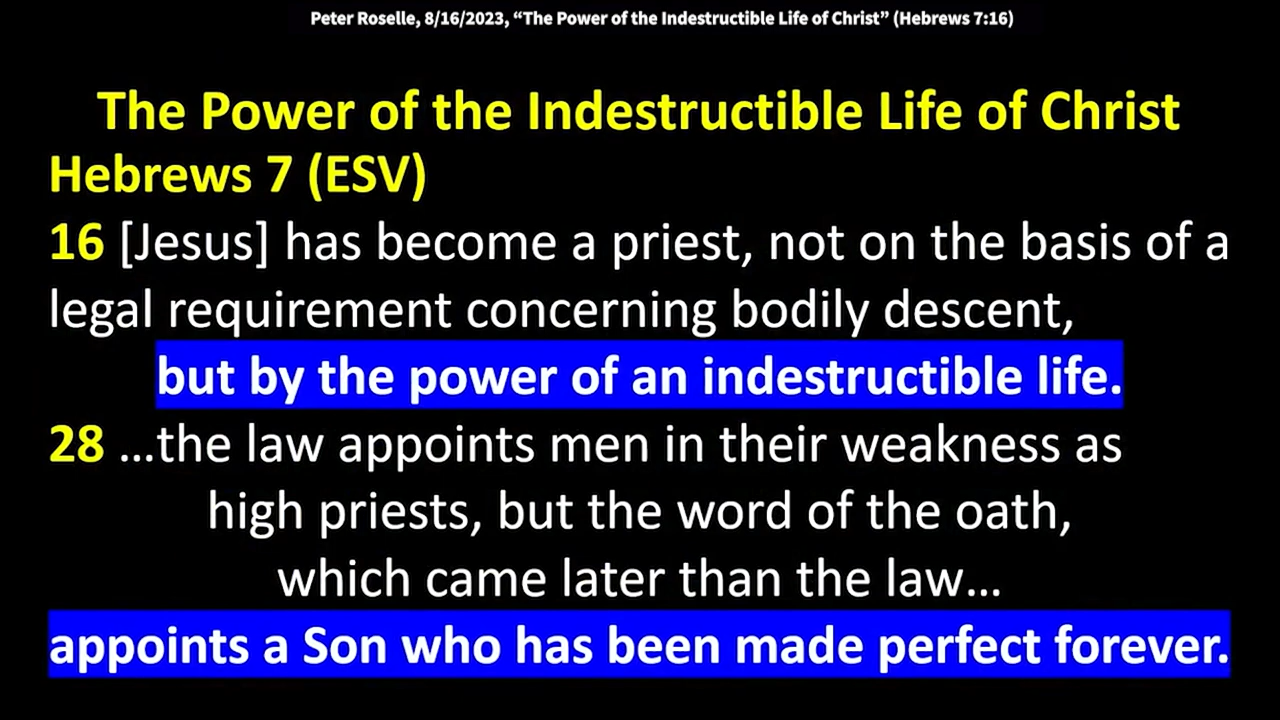 Peter Roselle, 8/16/2023, “The Power of the Indestructible Life of Christ” (Hebrews 7:16)
The Power of the Indestructible Life of Christ
Hebrews 7 (ESV)
16 [Jesus] has become a priest, not on the basis of a
legal requirement concerning bodily descent,
but by the power of an indestructible life.
28 …the law appoints men in their weakness as
high priests, but the word of the oath,
which came later than the law…
appoints a Son who has been made perfect forever.